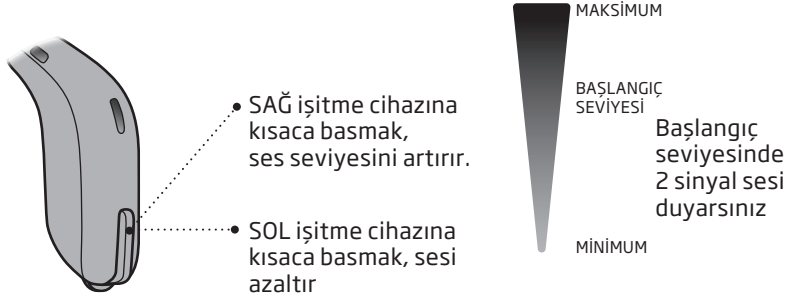 SAĞ işitme cihazına
kısaca basmak,
ses seviyesini artırır.
SOL işitme cihazına
kısaca basmak, sesi
azaltır
MAKSİMUM
BAŞLANGIÇ
SEVİYESİ
Başlangıç
seviyesinde
2 sinyal sesi
duyarsınız
MİNİMUM